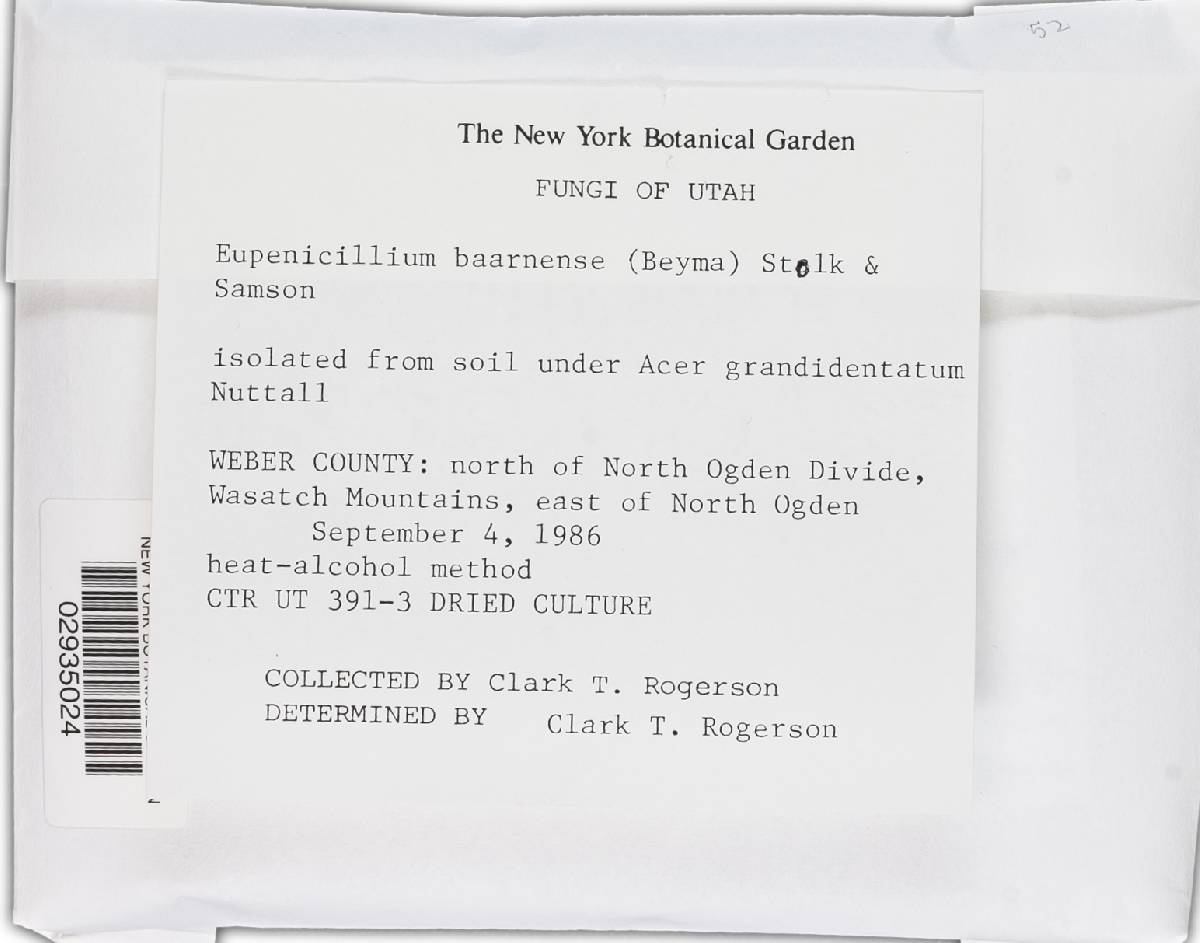 52
The New York Botanical Garden
FUNGI OF UTAH
Eupenicillium baarnense (Beyma) Stolk &
Samson
isolated from soil under Acer grandidentatum
Nuttall
WEBER COUNTY: north of North Ogden Divide,
Wasatch Mountains, east of North Ogden
September 4, 1986
heat-alcohol method
CTR UT 391-3 DRIED CULTURE
COLLECTED BY Clark T. Rogerson
DETERMINED BY Clark T. Rogerson
NEW YORK
02935024